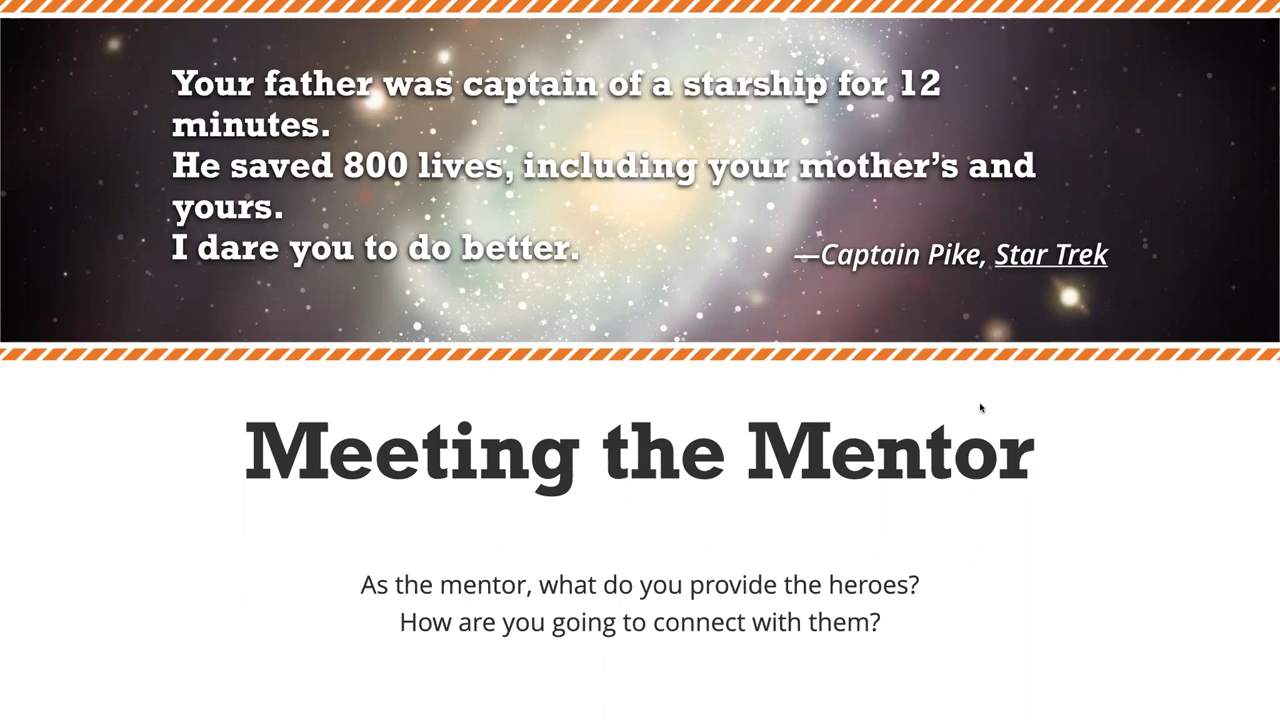 Your father was captain of a starship for 12
minutes.
He saved 800 lives, including your mother’s and
yours.
I dare you to do better.
—Captain Pike, Star Trek
Meeting the Mentor
As the mentor, what do you provide the heroes?
How are you going to connect with them?